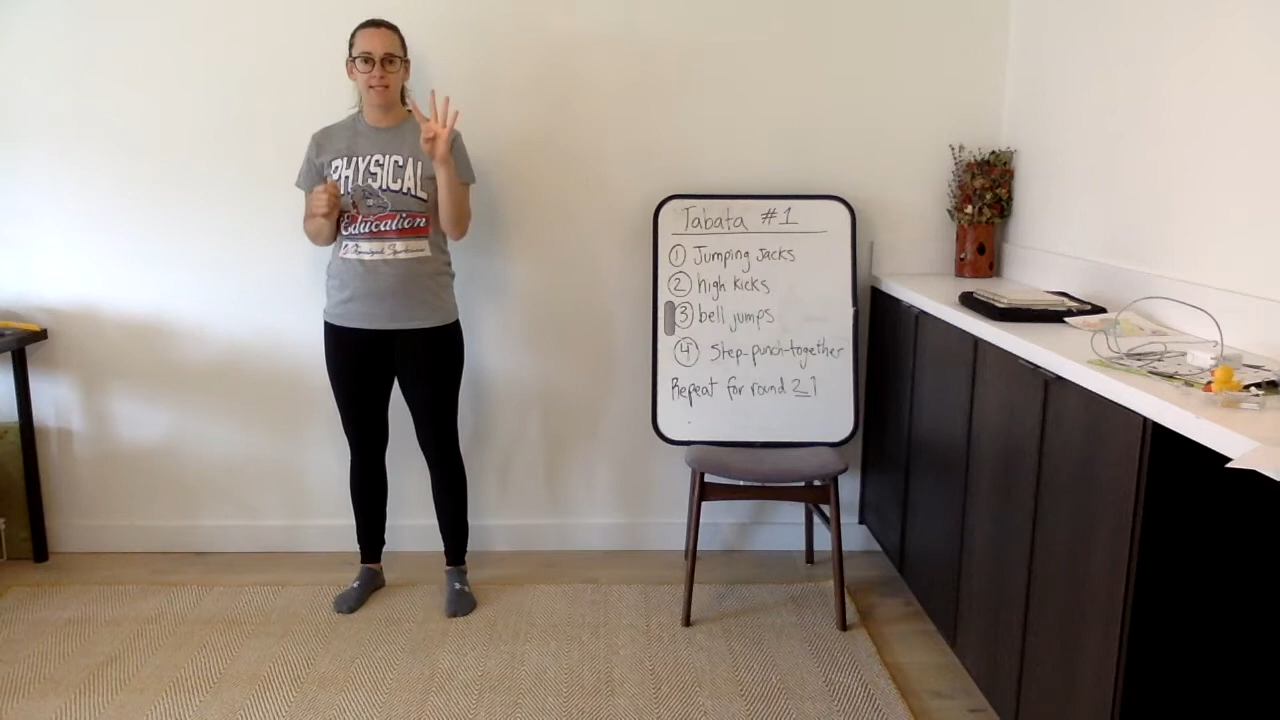 PHYSICAL
Education
Tabata #1
1 Jumping Jacks
2 high kicks
3 bell jumps
4 Step-punch-together
Repeat for round 2!